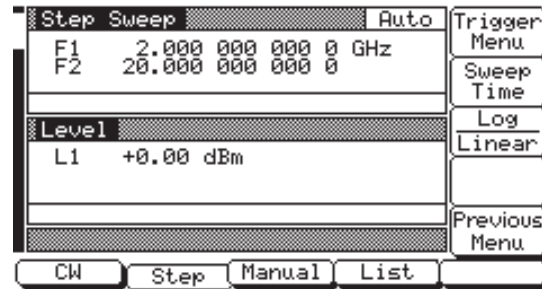 Step Sweep Auto
F1 2.000 000 000 0 GHz
F2 20.000 000 000 0
Level
L1 +0.00 dBm
Trigger
Menu
Sweep
Time
Log
Linear
Previous
Menu
CW Step Manual List